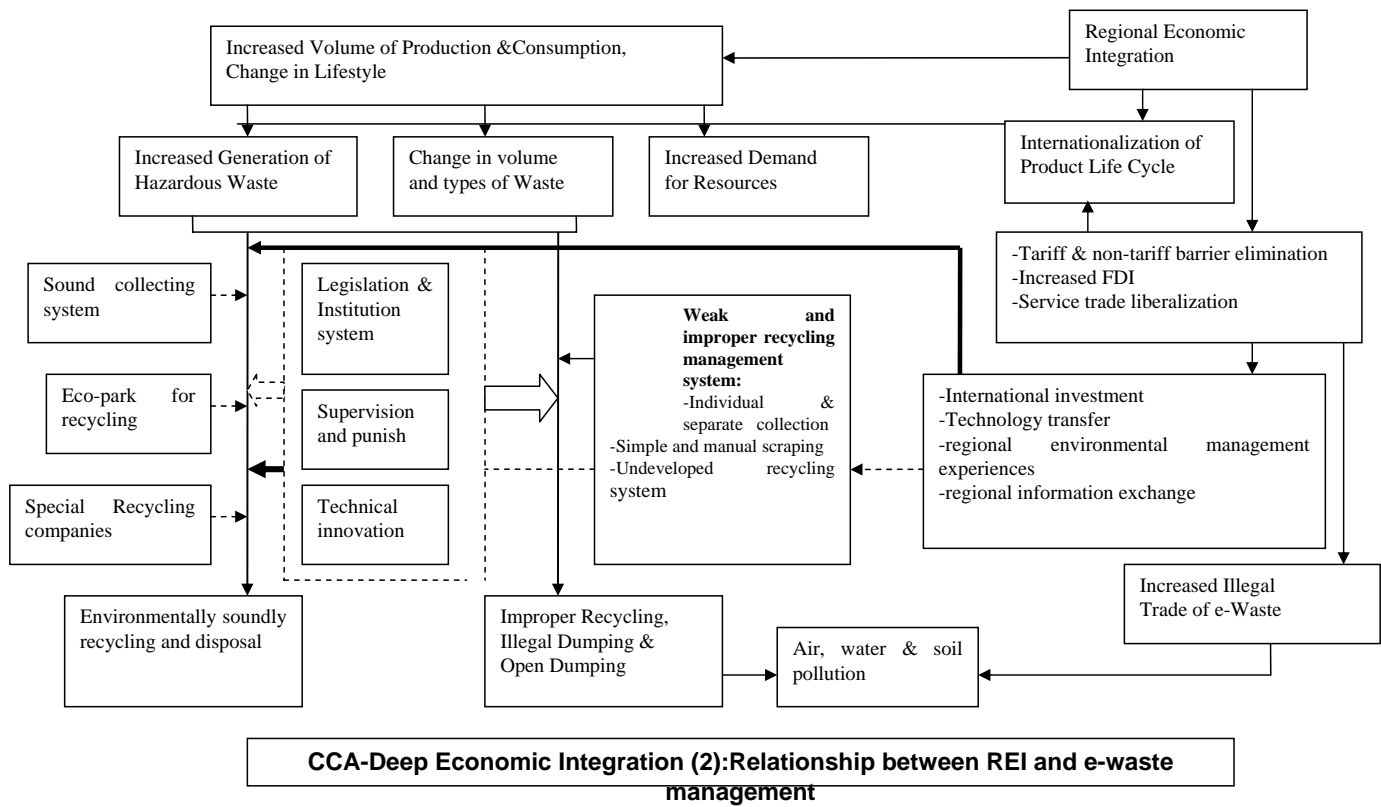 Increased Volume of Production &Consumption,
Change in Lifestyle
Regional Economic
Integration
Increased Generation of
Hazardous Waste
Change in volume
and types of Waste
Increased Demand
for Resources
Internationalization of
Product Life Cycle
-Tariff & non-tariff barrier elimination
-Increased FDI
-Service trade liberalization
Sound collecting
system
Legislation &
Institution
system
Weak and
improper recycling
management
system:
-Individual &
separate collection
-Simple and manual scraping
-Undeveloped recycling
system
Eco-park for
recycling
Supervision
and punish
-International investment
-Technology transfer
-regional environmental management
experiences
-regional information exchange
Special Recycling
companies
Technical
innovation
Increased Illegal
Trade of e-Waste
Environmentally soundly
recycling and disposal
Improper Recycling,
Illegal Dumping &
Open Dumping
Air, water & soil
pollution
CCA-Deep Economic Integration (2):Relationship between REI and e-waste
management